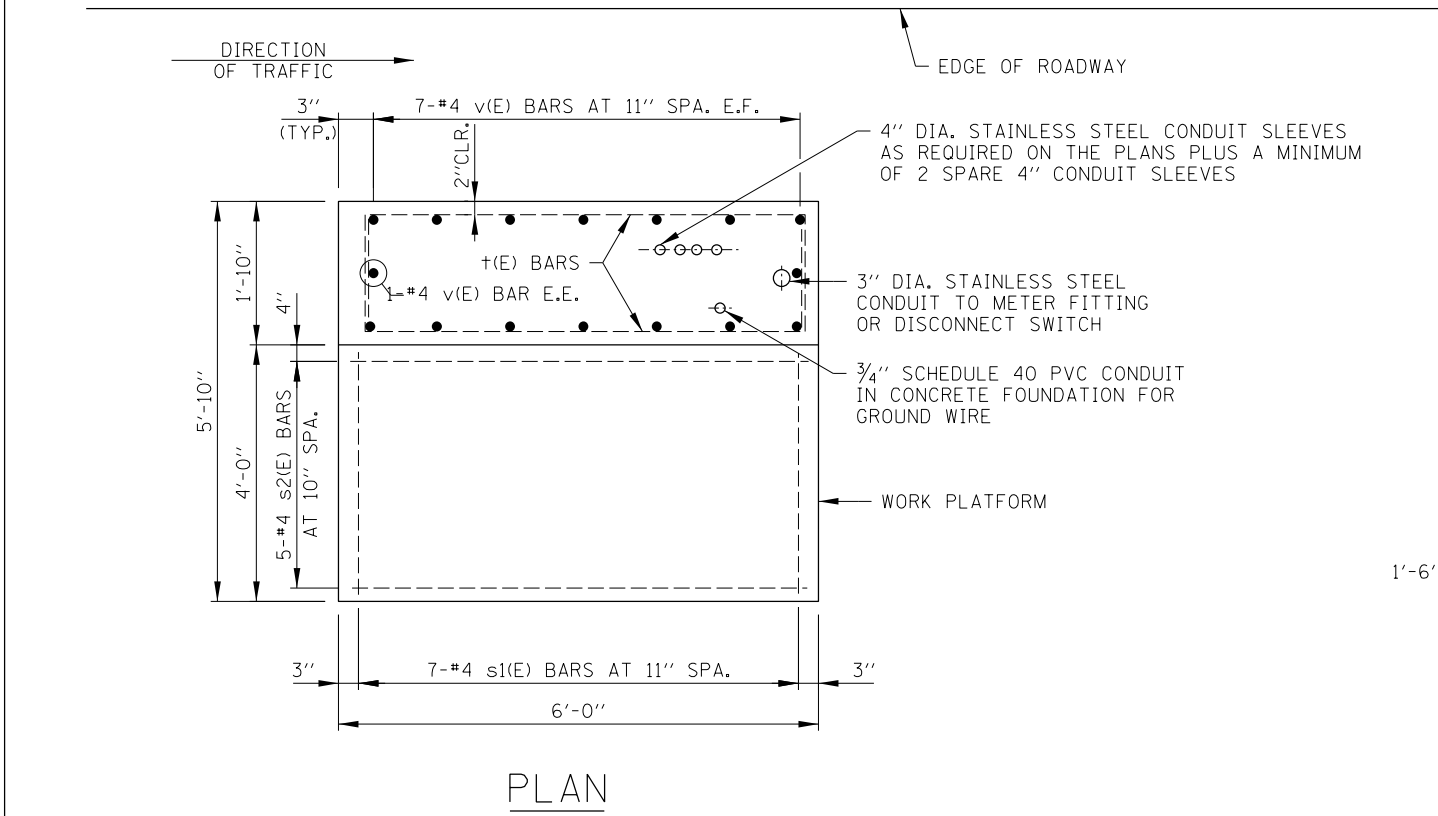 DIRECTION
OF TRAFFIC
EDGE OF ROADWAY
3''
(TYP.)
7-#4 v(E) BARS AT 11'' SPA. E.F.
2''CLR.
4'' DIA. STAINLESS STEEL CONDUIT SLEEVES
AS REQUIRED ON THE PLANS PLUS A MINIMUM
OF 2 SPARE 4'' CONDUIT SLEEVES
t(E) BARS
1-#4 v(E) BAR E.E.
3'' DIA. STAINLESS STEEL
CONDUIT TO METER FITTING
OR DISCONNECT SWITCH
1'-10''
4''
3/4'' SCHEDULE 40 PVC CONDUIT
IN CONCRETE FOUNDATION FOR
GROUND WIRE
5'-10''
4'-0''
5-#4 s2(E) BARS
AT 10'' SPA.
WORK PLATFORM
1'-6'
3''
7-#4 s1(E) BARS AT 11'' SPA.
3''
6'-0''
PLAN